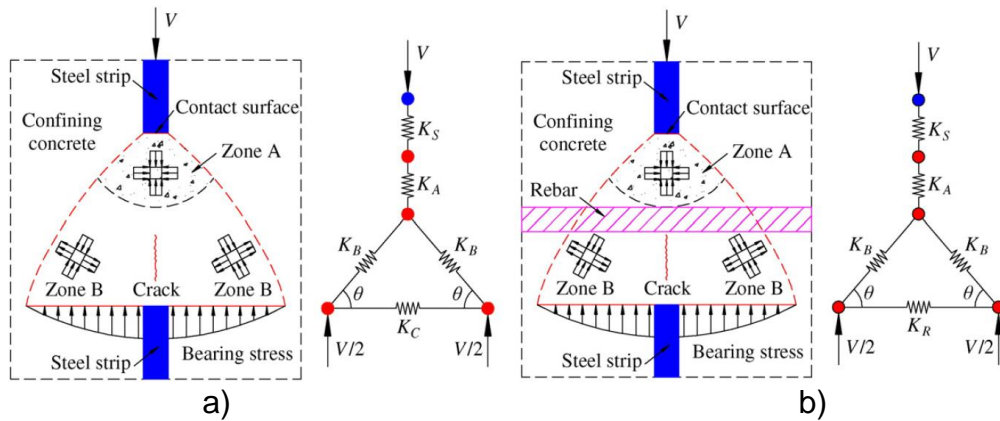 V
Steel strip
Contact surface
Confining
concrete
Zone A
Zone B
Crack
Zone B
Steel strip
Bearing stress
V
K_S
K_A
K_B
K_B
θ
θ
K_C
V/2
V/2
a)
V
Steel strip
Contact surface
Confining
concrete
Zone A
Rebar
Zone B
Crack
Zone B
Steel strip
Bearing stress
V
K_S
K_A
K_B
K_B
θ
θ
K_R
V/2
V/2
b)